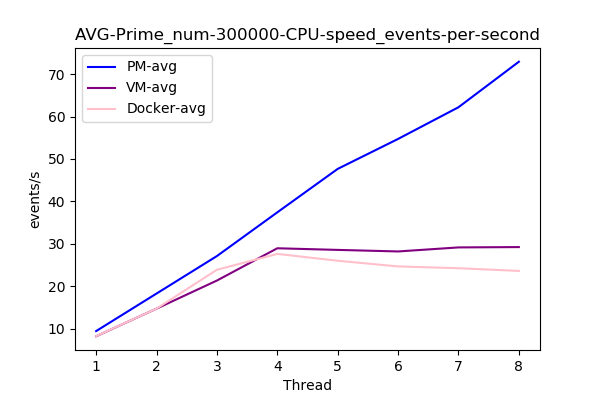 AVG-Prime_num-300000-CPU-speed_events-per-second
PM-avg
VM-avg
Docker-avg
events/s
70
60
50
40
30
20
10
1 2 3 4 5 6 7 8
Thread